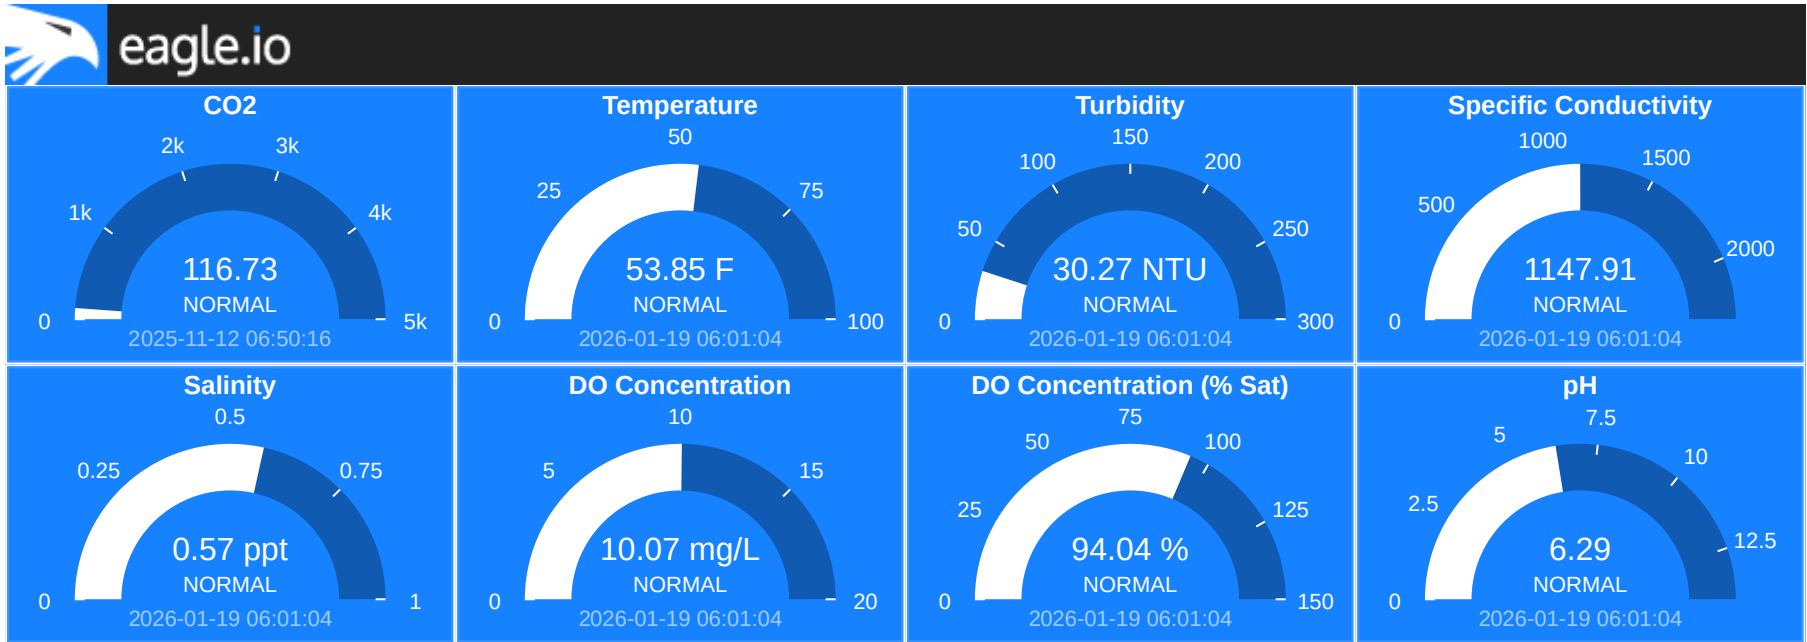 eagle.io
CO2
0
1k
2k
3k
4k
5k
116.73
NORMAL
2025-11-12 06:50:16
Temperature
0
25
50
75
100
53.85 F
NORMAL
2026-01-19 06:01:04
Turbidity
0
50
100
150
200
250
300
30.27 NTU
NORMAL
2026-01-19 06:01:04
Specific Conductivity
0
500
1000
1500
2000
1147.91
NORMAL
2026-01-19 06:01:04
Salinity
0
0.25
0.5
0.75
1
0.57 ppt
NORMAL
2026-01-19 06:01:04
DO Concentration
0
5
10
15
20
10.07 mg/L
NORMAL
2026-01-19 06:01:04
DO Concentration (% Sat)
0
25
50
75
100
125
150
94.04 %
NORMAL
2026-01-19 06:01:04
pH
0
2.5
5
7.5
10
12.5
6.29
NORMAL
2026-01-19 06:01:04